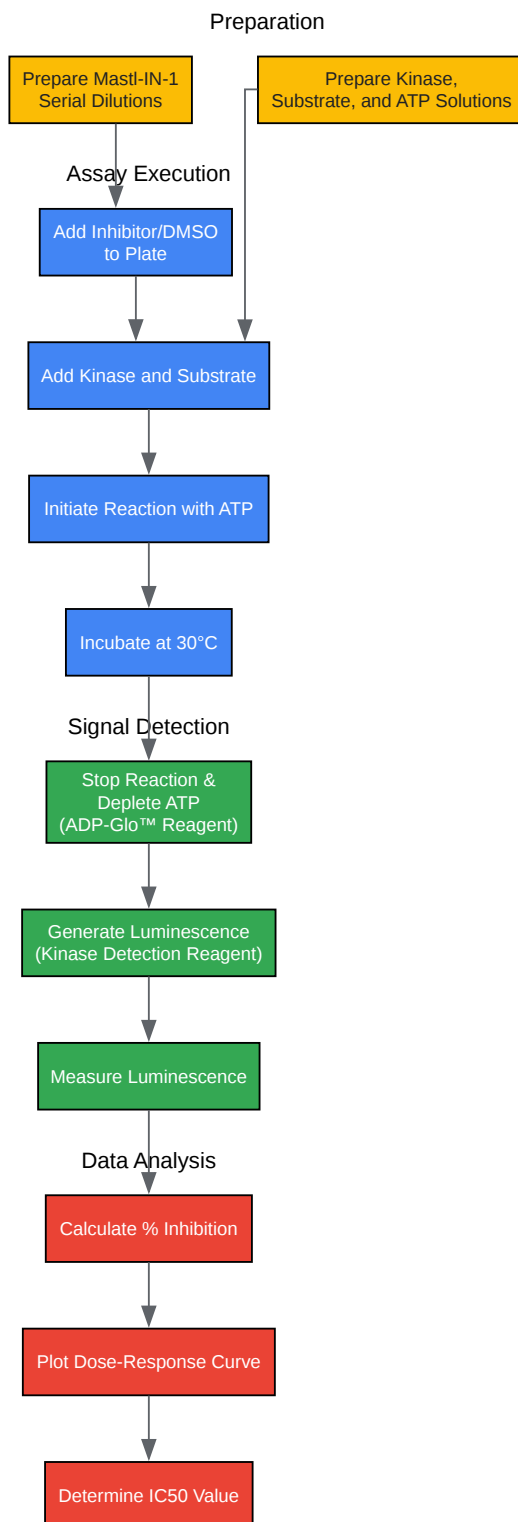 Preparation
Prepare Mastl-IN-1
Serial Dilutions
Prepare Kinase,
Substrate, and ATP Solutions
Assay Execution
Add Inhibitor/DMSO
to Plate
Add Kinase and Substrate
Initiate Reaction with ATP
Incubate at 30°C
Signal Detection
Stop Reaction &
Deplete ATP
(ADP-Glo™ Reagent)
Generate Luminescence
(Kinase Detection Reagent)
Measure Luminescence
Data Analysis
Calculate % Inhibition
Plot Dose-Response Curve
Determine IC50 Value